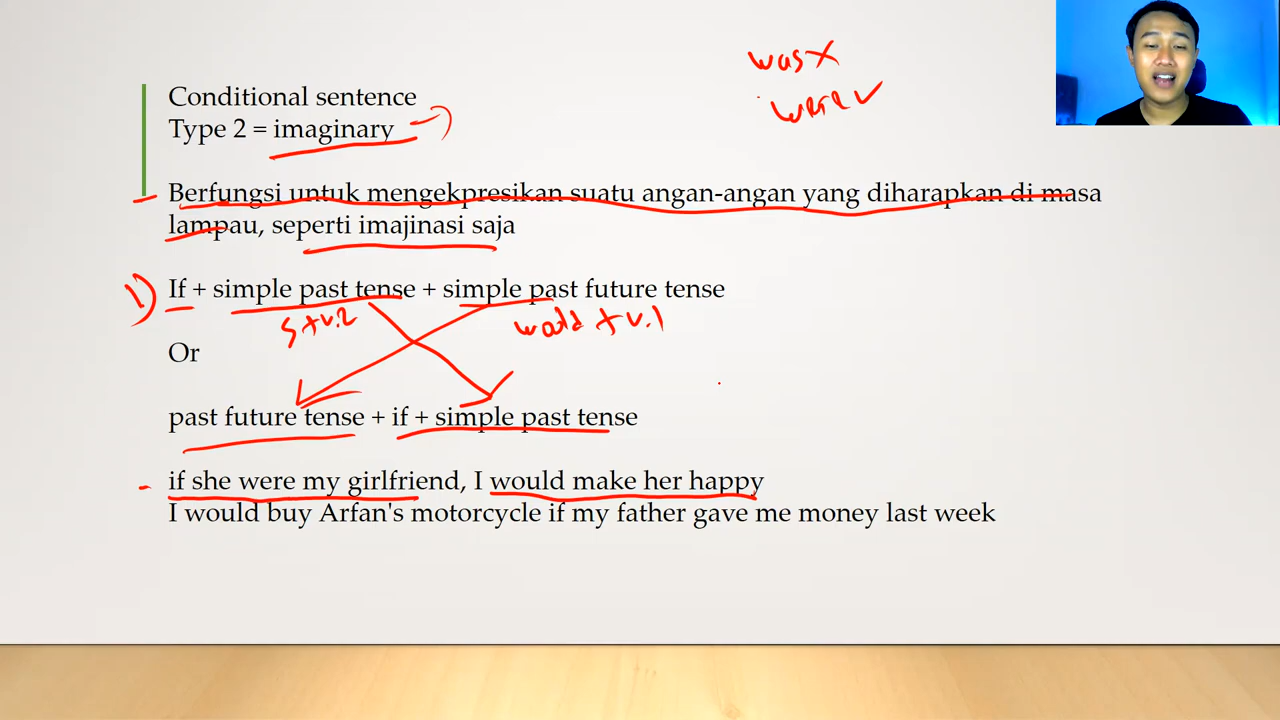 was X
were ✓
Conditional sentence
Type 2 = imaginary
Berfungsi untuk mengekpresikan suatu angan-angan yang diharapkan di masa
lampau, seperti imajinasi saja
1) If + simple past tense + simple past future tense
S + v.2 would + v.1
Or
past future tense + if + simple past tense
- if she were my girlfriend, I would make her happy
I would buy Arfan's motorcycle if my father gave me money last week